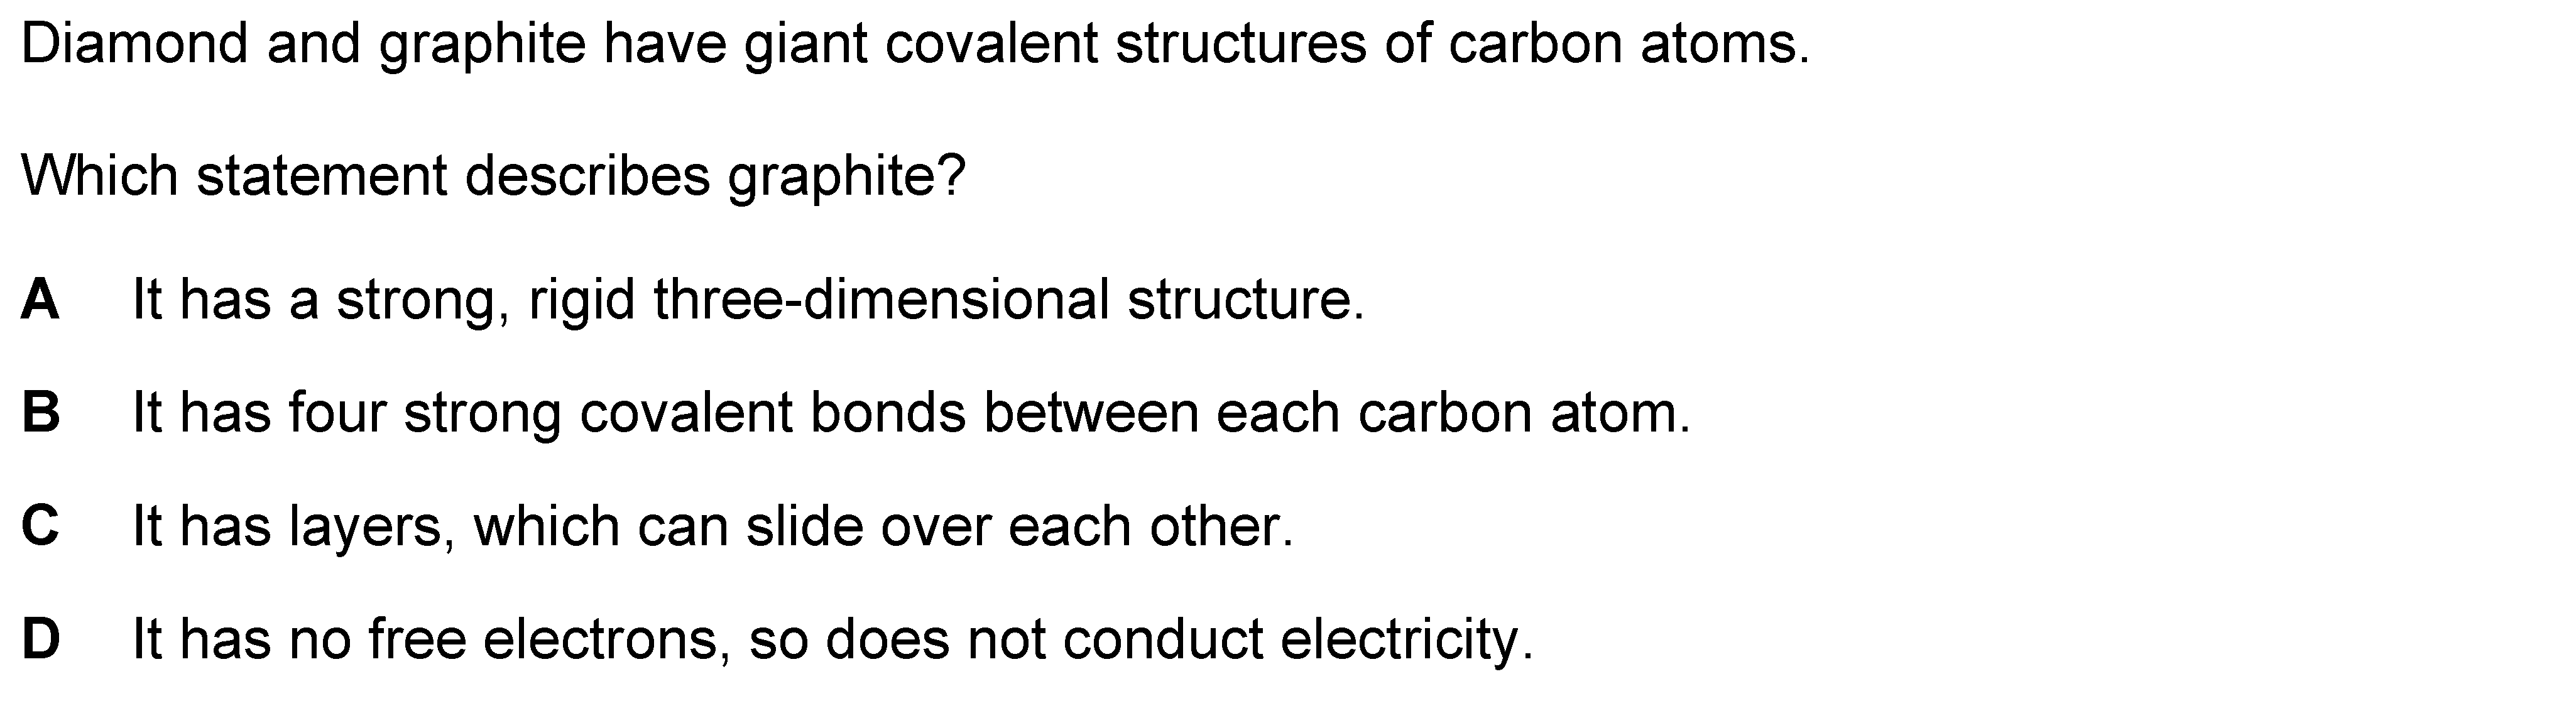 Diamond and graphite have giant covalent structures of carbon atoms.
Which statement describes graphite?
A It has a strong, rigid three-dimensional structure.
B It has four strong covalent bonds between each carbon atom.
C It has layers, which can slide over each other.
D It has no free electrons, so does not conduct electricity.